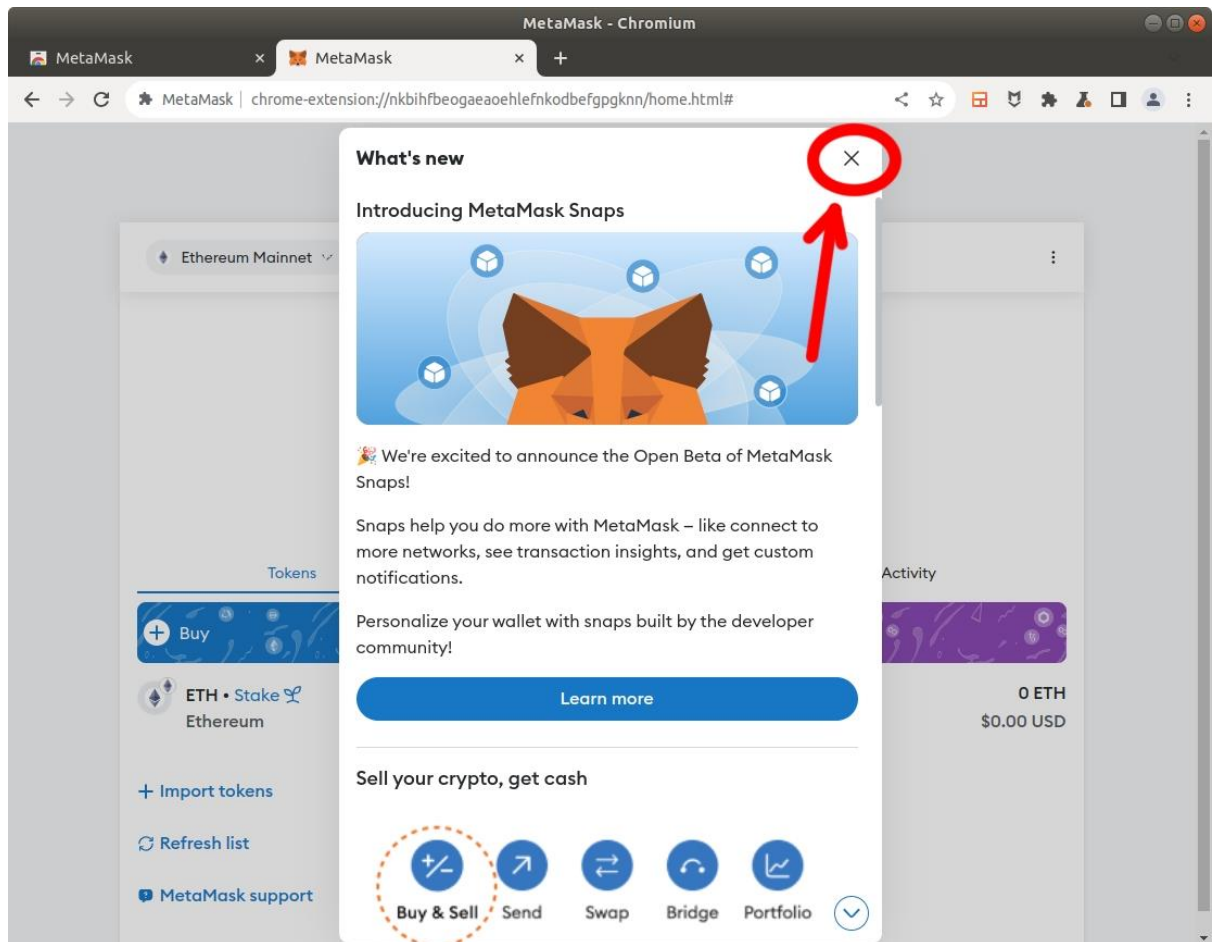 MetaMask - Chromium
MetaMask
MetaMask
MetaMask | chrome-extension://nkbihfbeogaeaoehlefnkodbefgpgknn/home.html#
What's new
Introducing MetaMask Snaps
Ethereum Mainnet
🎉 We're excited to announce the Open Beta of MetaMask
Snaps!
Snaps help you do more with MetaMask – like connect to
more networks, see transaction insights, and get custom
notifications.
Tokens
Activity
Personalize your wallet with snaps built by the developer
community!
Buy
Learn more
ETH • Stake
0 ETH
Ethereum
$0.00 USD
Sell your crypto, get cash
+ Import tokens
Refresh list
MetaMask support
Buy & Sell Send Swap Bridge Portfolio